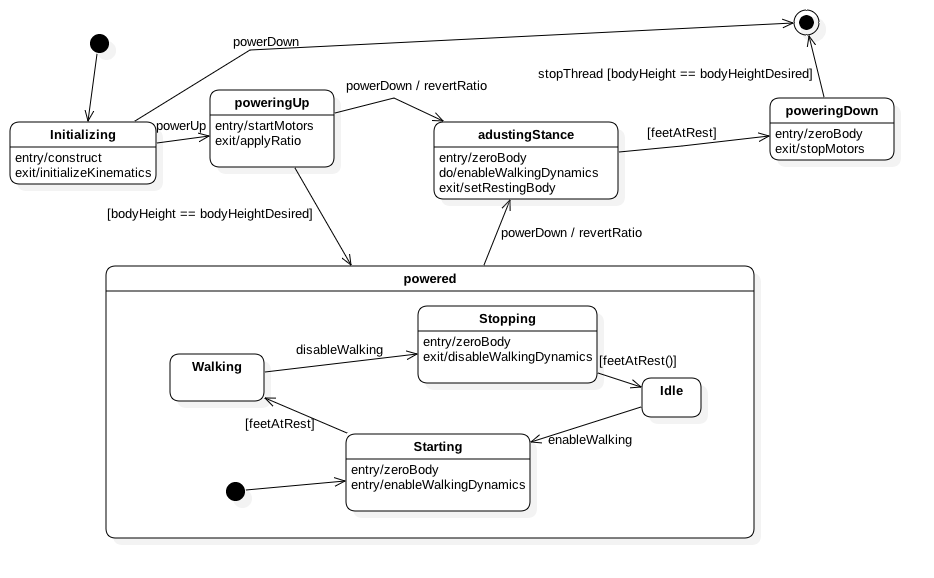 powerDown
stopThread [bodyHeight == bodyHeightDesired]
powerDown / revertRatio
poweringUp
entry/startMotors
exit/applyRatio
poweringDown
entry/zeroBody
exit/stopMotors
Initializing
entry/construct
exit/initializeKinematics
powerUp
adustingStance
entry/zeroBody
do/enableWalkingDynamics
exit/setRestingBody
[feetAtRest]
[bodyHeight == bodyHeightDesired]
powerDown / revertRatio
powered
Stopping
entry/zeroBody
exit/disableWalkingDynamics
disableWalking
Walking
[feetAtRest()]
Idle
[feetAtRest]
enableWalking
Starting
entry/zeroBody
entry/enableWalkingDynamics